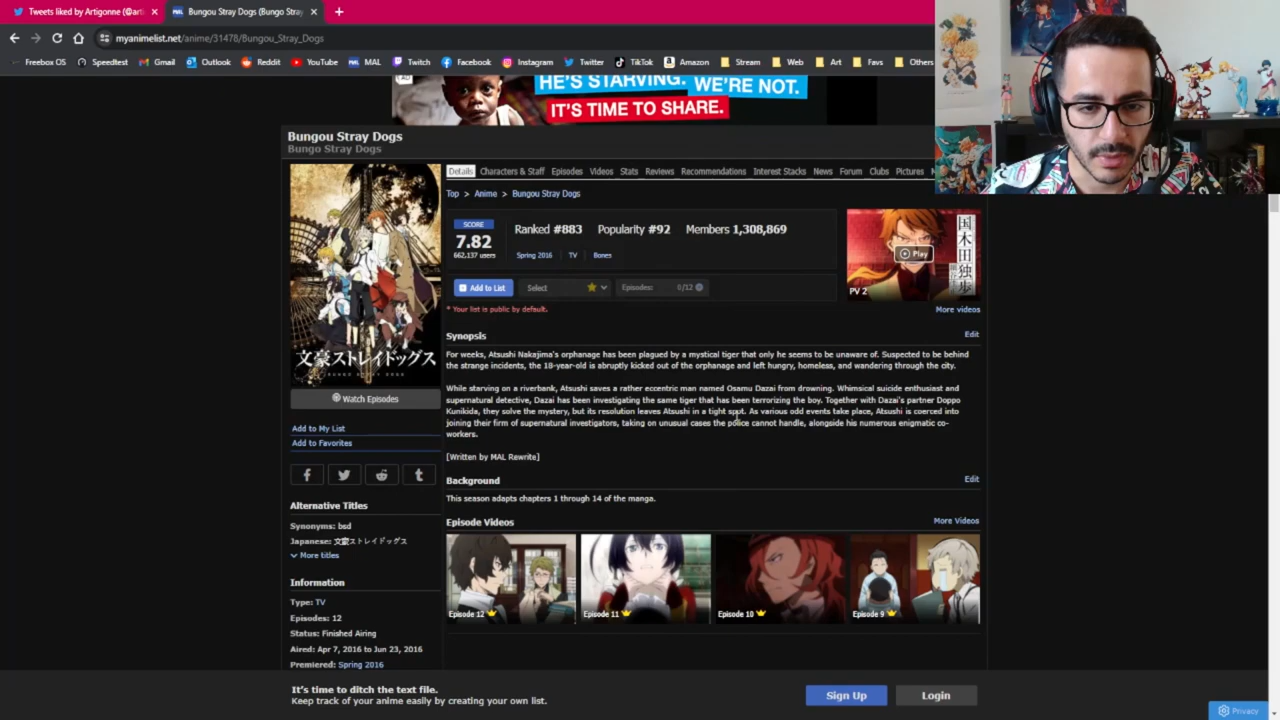 Tweets liked by Artigonne (@art
Bungou Stray Dogs (Bungo Stray
myanimelist.net/anime/31478/Bungou_Stray_Dogs
Freebox OS Speedtest Gmail Outlook Reddit YouTube MAL Twitch Facebook Instagram Twitter TikTok Amazon Stream Web Art Favs Others
HE'S STARVING. WE'RE NOT.
IT'S TIME TO SHARE.
Bungou Stray Dogs
Bungo Stray Dogs
Details Characters & Staff Episodes Videos Stats Reviews Recommendations Interest Stacks News Forum Clubs Pictures
Top > Anime > Bungou Stray Dogs
SCORE
7.82
662,137 users
Ranked #883 Popularity #92 Members 1,308,869
Spring 2016 TV Bones
Add to List Select Episodes: 0/12
* Your list is public by default.
国木田独歩
Play
PV 2
More videos
文豪ストレイドッグス
Watch Episodes
Add to My List
Add to Favorites
Alternative Titles
Synonyms: bsd
Japanese: 文豪ストレイドッグス
More titles
Information
Type: TV
Episodes: 12
Status: Finished Airing
Aired: Apr 7, 2016 to Jun 23, 2016
Premiered: Spring 2016
Synopsis Edit
For weeks, Atsushi Nakajima's orphanage has been plagued by a mystical tiger that only he seems to be unaware of. Suspected to be behind
the strange incidents, the 18-year-old is abruptly kicked out of the orphanage and left hungry, homeless, and wandering through the city.
While starving on a riverbank, Atsushi saves a rather eccentric man named Osamu Dazai from drowning. Whimsical suicide enthusiast and
supernatural detective, Dazai has been investigating the same tiger that has been terrorizing the boy. Together with Dazai's partner Doppo
Kunikida, they solve the mystery, but its resolution leaves Atsushi in a tight spot. As various odd events take place, Atsushi is coerced into
joining their firm of supernatural investigators, taking on unusual cases the police cannot handle, alongside his numerous enigmatic co-
workers.
[Written by MAL Rewrite]
Background Edit
This season adapts chapters 1 through 14 of the manga.
Episode Videos More Videos
Episode 12 Episode 11 Episode 10 Episode 9
It's time to ditch the text file.
Keep track of your anime easily by creating your own list.
Sign Up Login
Privacy